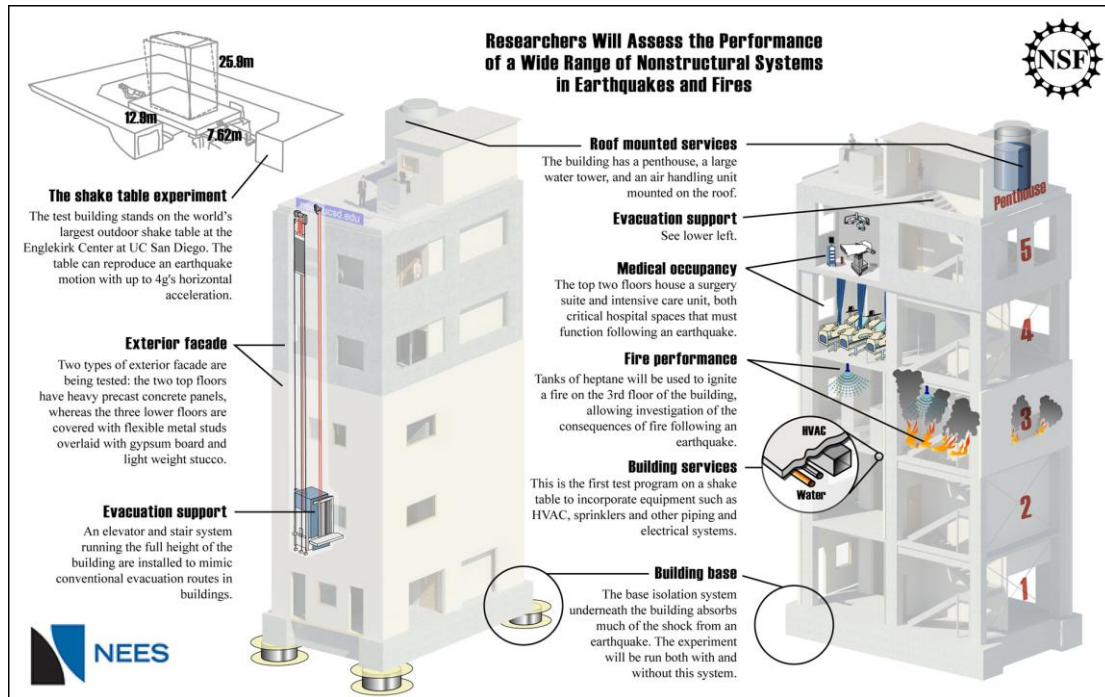 Researchers Will Assess the Performance
of a Wide Range of Nonstructural Systems
in Earthquakes and Fires
NSF
25.9m
12.9m
7.62m
The shake table experiment
The test building stands on the world's
largest outdoor shake table at the
Englekirk Center at UC San Diego. The
table can reproduce an earthquake
motion with up to 4g's horizontal
acceleration.
Exterior facade
Two types of exterior facade are
being tested: the two top floors
have heavy precast concrete panels,
whereas the three lower floors are
covered with flexible metal studs
overlaid with gypsum board and
light weight stucco.
Evacuation support
An elevator and stair system
running the full height of the
building are installed to mimic
conventional evacuation routes in
buildings.
NEES
Roof mounted services
The building has a penthouse, a large
water tower, and an air handling unit
mounted on the roof.
Evacuation support
See lower left.
Medical occupancy
The top two floors house a surgery
suite and intensive care unit, both
critical hospital spaces that must
function following an earthquake.
Fire performance
Tanks of heptane will be used to ignite
a fire on the 3rd floor of the building,
allowing investigation of the
consequences of fire following an
earthquake.
Building services
This is the first test program on a shake
table to incorporate equipment such as
HVAC, sprinklers and other piping and
electrical systems.
Building base
The base isolation system
underneath the building absorbs
much of the shock from an
earthquake. The experiment
will be run both with and
without this system.
HVAC
Water
Penthouse
5
4
3
2
1